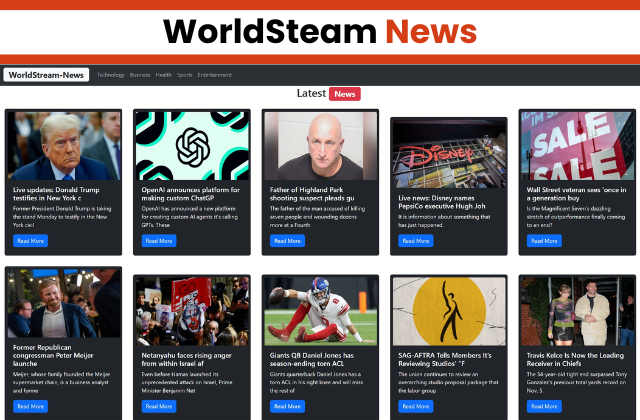 WorldSteam News
WorldStream-News Technology Business Health Sports Entertainment
Latest News
Live updates: Donald Trump
testifies in New York c
Former President Donald Trump is taking
the stand Monday to testify in the New
York civil
Read More
OpenAI announces platform for
making custom ChatGP
OpenAI has announced a new platform
for creating custom AI agents it's calling
GPTs. These
Read More
Father of Highland Park
shooting suspect pleads gu
The father of the man accused of killing
seven people and wounding dozens
more at a Fourth
Read More
Disney
Live news: Disney names
PepsiCo executive Hugh Joh
It is information about something that
has just happened.
Read More
SALE
SALE
Wall Street veteran sees 'once in
a generation buy
Is the Magnificent Seven's dazzling
stretch of outperformance finally coming
to an end?
Read More
Former Republican
congressman Peter Meijer
launche
Meijer, whose family founded the Meijer
supermarket chain, is a business analyst
and former
Read More
Netanyahu faces rising anger
from within Israel af
Even before Hamas launched its
unprecedented attack on Israel, Prime
Minister Benjamin Net
Read More
Giants QB Daniel Jones has
season-ending torn ACL
Giants quarterback Daniel Jones has a
torn ACL in his right knee and will miss
the rest of
Read More
SAG-AFTRA Tells Members It's
Reviewing Studios' "F
The union continues to review an
overarching studio proposal package that
the labor group
Read More
Travis Kelce Is Now the Leading
Receiver in Chiefs
The 34-year-old tight end surpassed Tony
Gonzalez's previous total yards record on
Nov. 5.
Read More